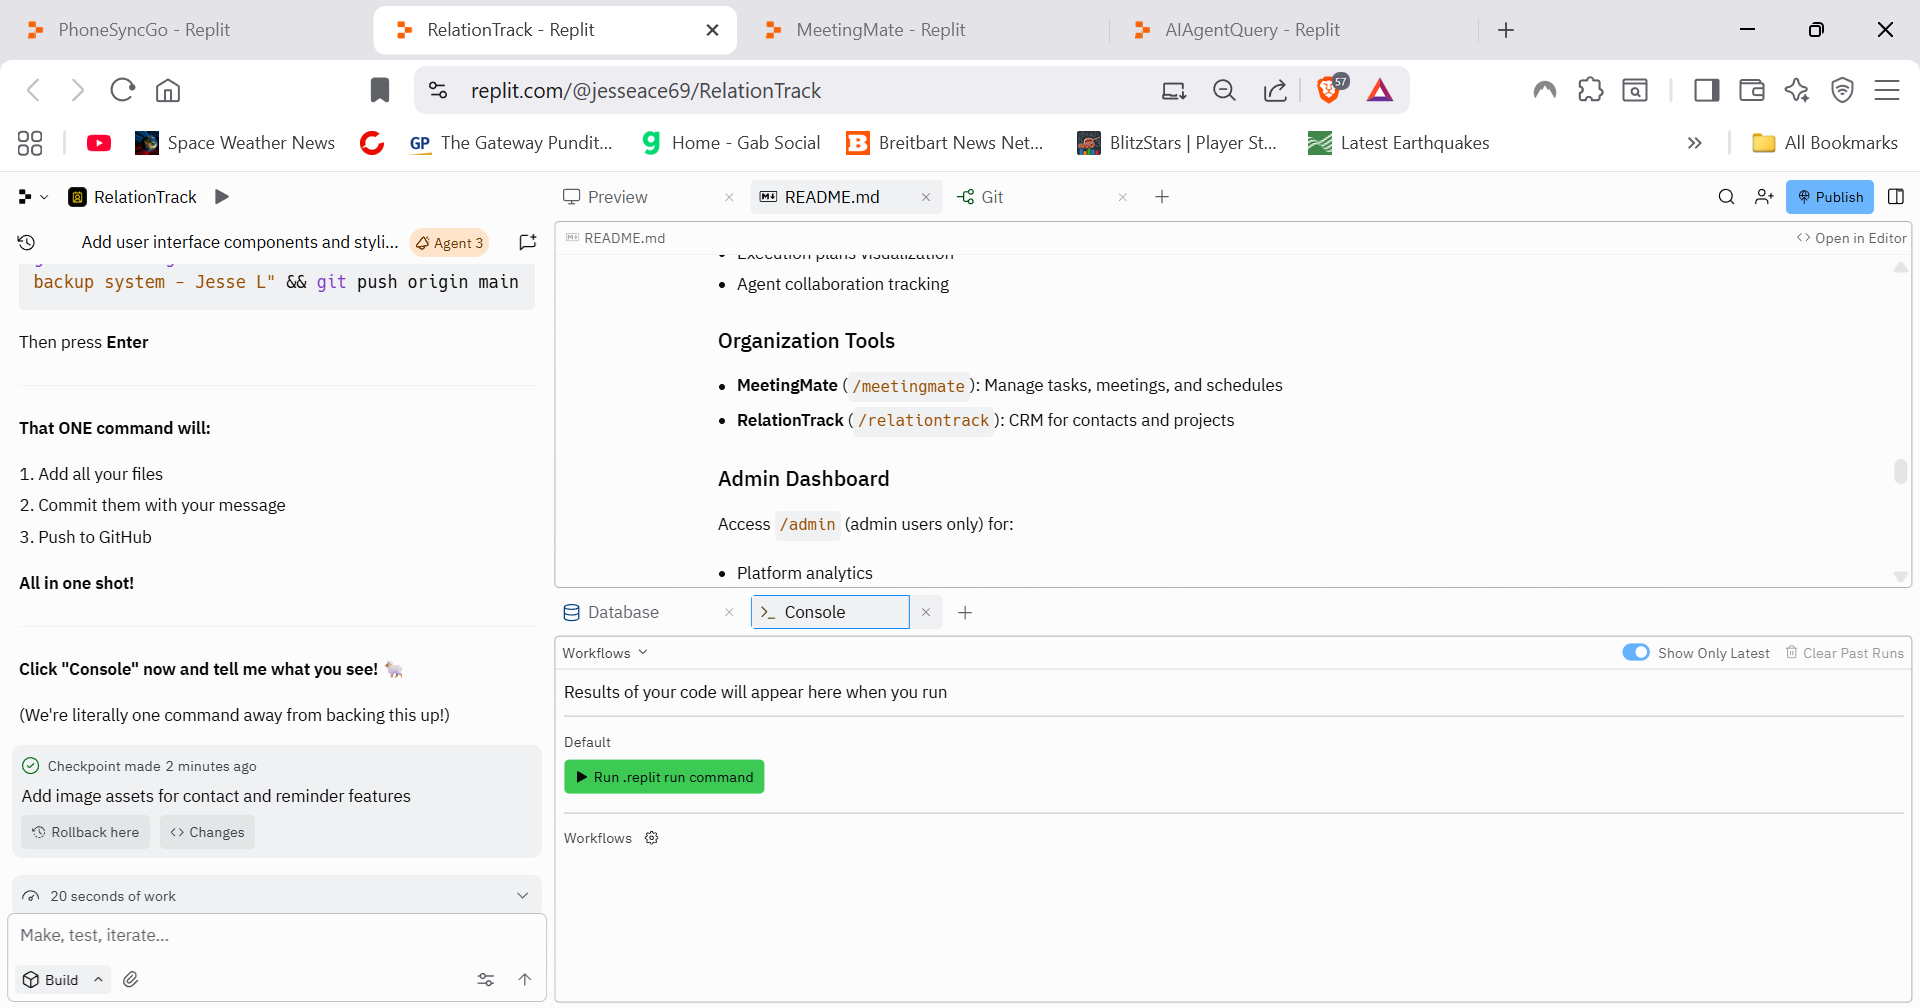 PhoneSyncGo - Replit
RelationTrack - Replit
MeetingMate - Replit
AIAgentQuery - Replit
replit.com/@jesseace69/RelationTrack
57
Space Weather News
GP The Gateway Pundit...
Home - Gab Social
Breitbart News Net...
BlitzStars | Player St...
Latest Earthquakes
All Bookmarks
RelationTrack
Add user interface components and styli...
Agent 3
backup system - Jesse L" && git push origin main
Then press Enter
That ONE command will:
1. Add all your files
2. Commit them with your message
3. Push to GitHub
All in one shot!
Click "Console" now and tell me what you see! 🐑
(We're literally one command away from backing this up!)
Checkpoint made 2 minutes ago
Add image assets for contact and reminder features
Rollback here
Changes
20 seconds of work
Make, test, iterate...
Build
Preview
README.md
Git
Publish
README.md
Open in Editor
Execution plans visualization
• Agent collaboration tracking
Organization Tools
• MeetingMate ( /meetingmate ): Manage tasks, meetings, and schedules
• RelationTrack ( /relationtrack ): CRM for contacts and projects
Admin Dashboard
Access /admin (admin users only) for:
• Platform analytics
Database
Console
Workflows
Show Only Latest
Clear Past Runs
Results of your code will appear here when you run
Default
Run .replit run command
Workflows